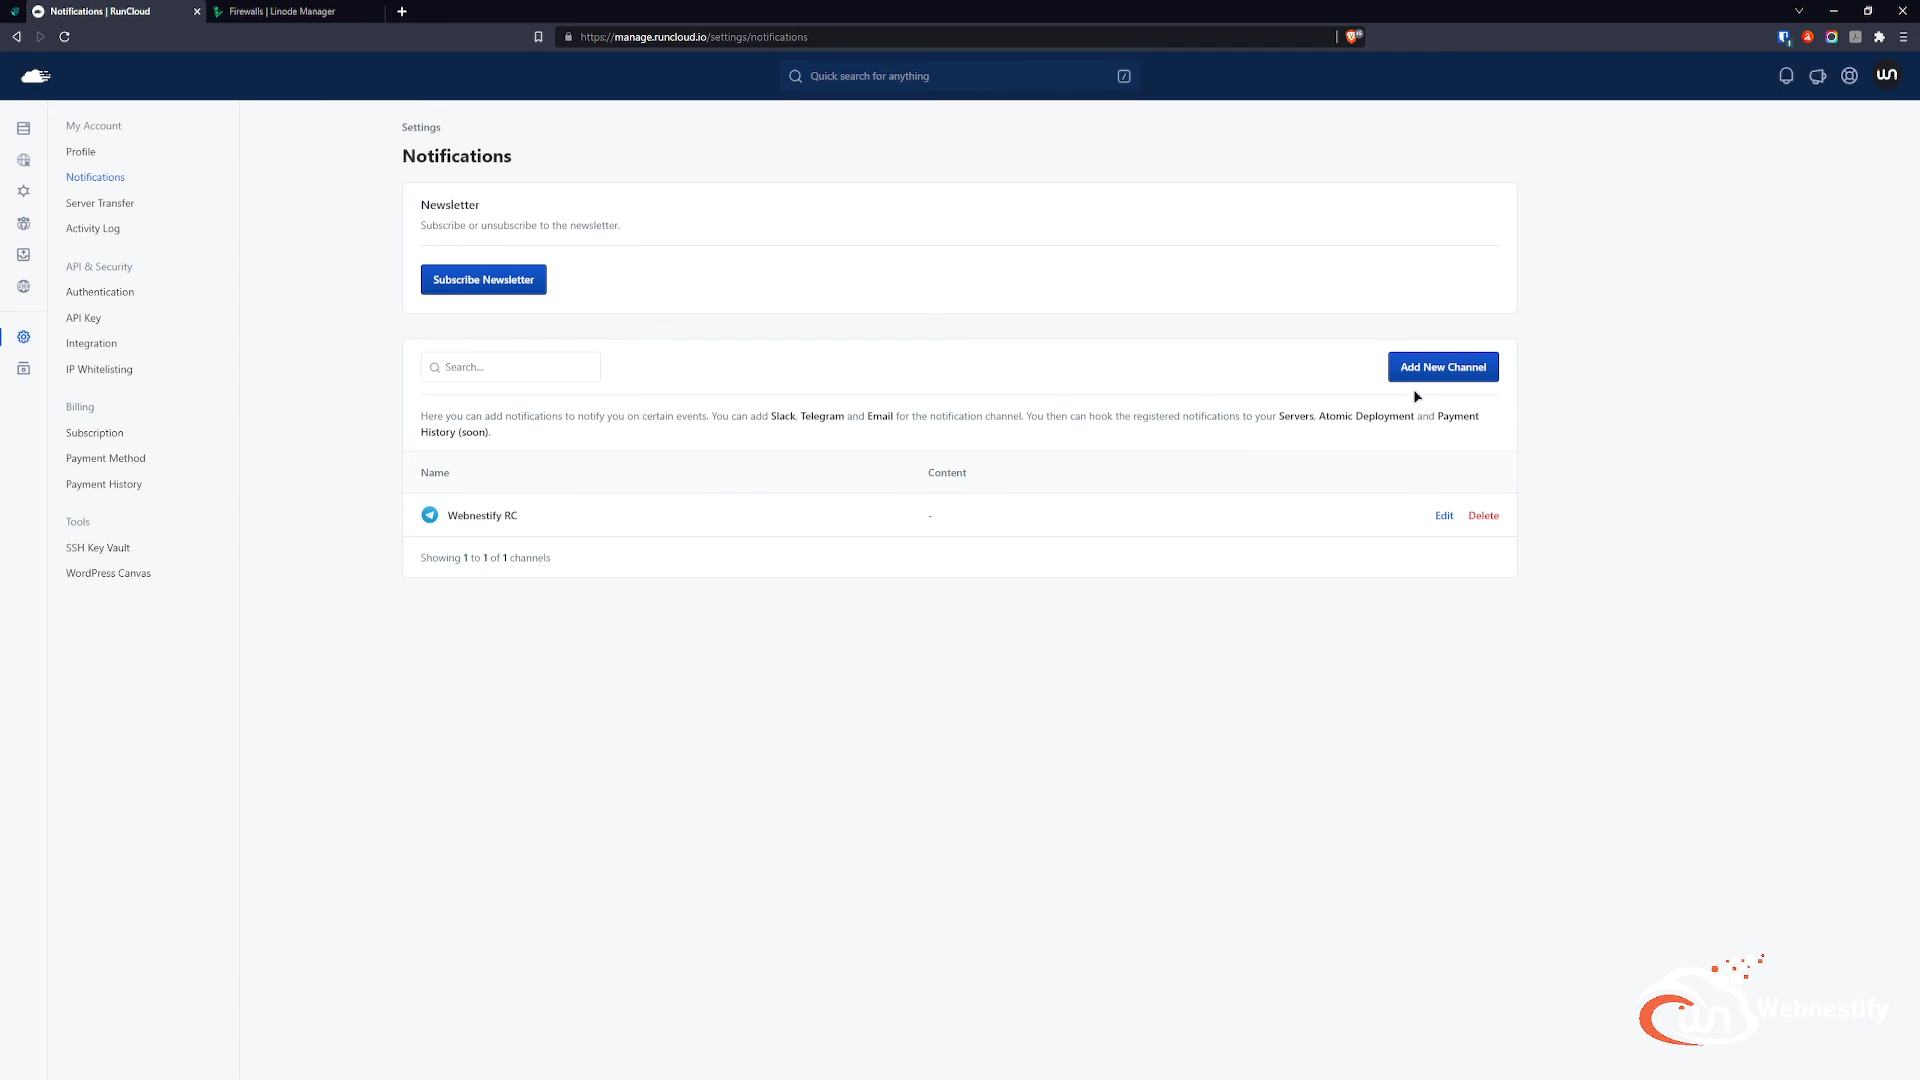 Notifications | RunCloud
Firewalls | Linode Manager
https://manage.runcloud.io/settings/notifications
Quick search for anything
/
My Account
Profile
Notifications
Server Transfer
Activity Log
API & Security
Authentication
API Key
Integration
IP Whitelisting
Billing
Subscription
Payment Method
Payment History
Tools
SSH Key Vault
WordPress Canvas
Settings
Notifications
Newsletter
Subscribe or unsubscribe to the newsletter.
Subscribe Newsletter
Search...
Add New Channel
Here you can add notifications to notify you on certain events. You can add Slack, Telegram and Email for the notification channel. You then can hook the registered notifications to your Servers, Atomic Deployment and Payment
History (soon).
Name Content
Webnestify RC - Edit Delete
Showing 1 to 1 of 1 channels
wn
Webnestify